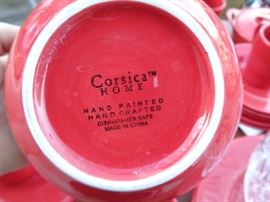 Corsica™
HOME
HAND PAINTED
HAND CRAFTED
DISHWASHER SAFE
MADE IN CHINA